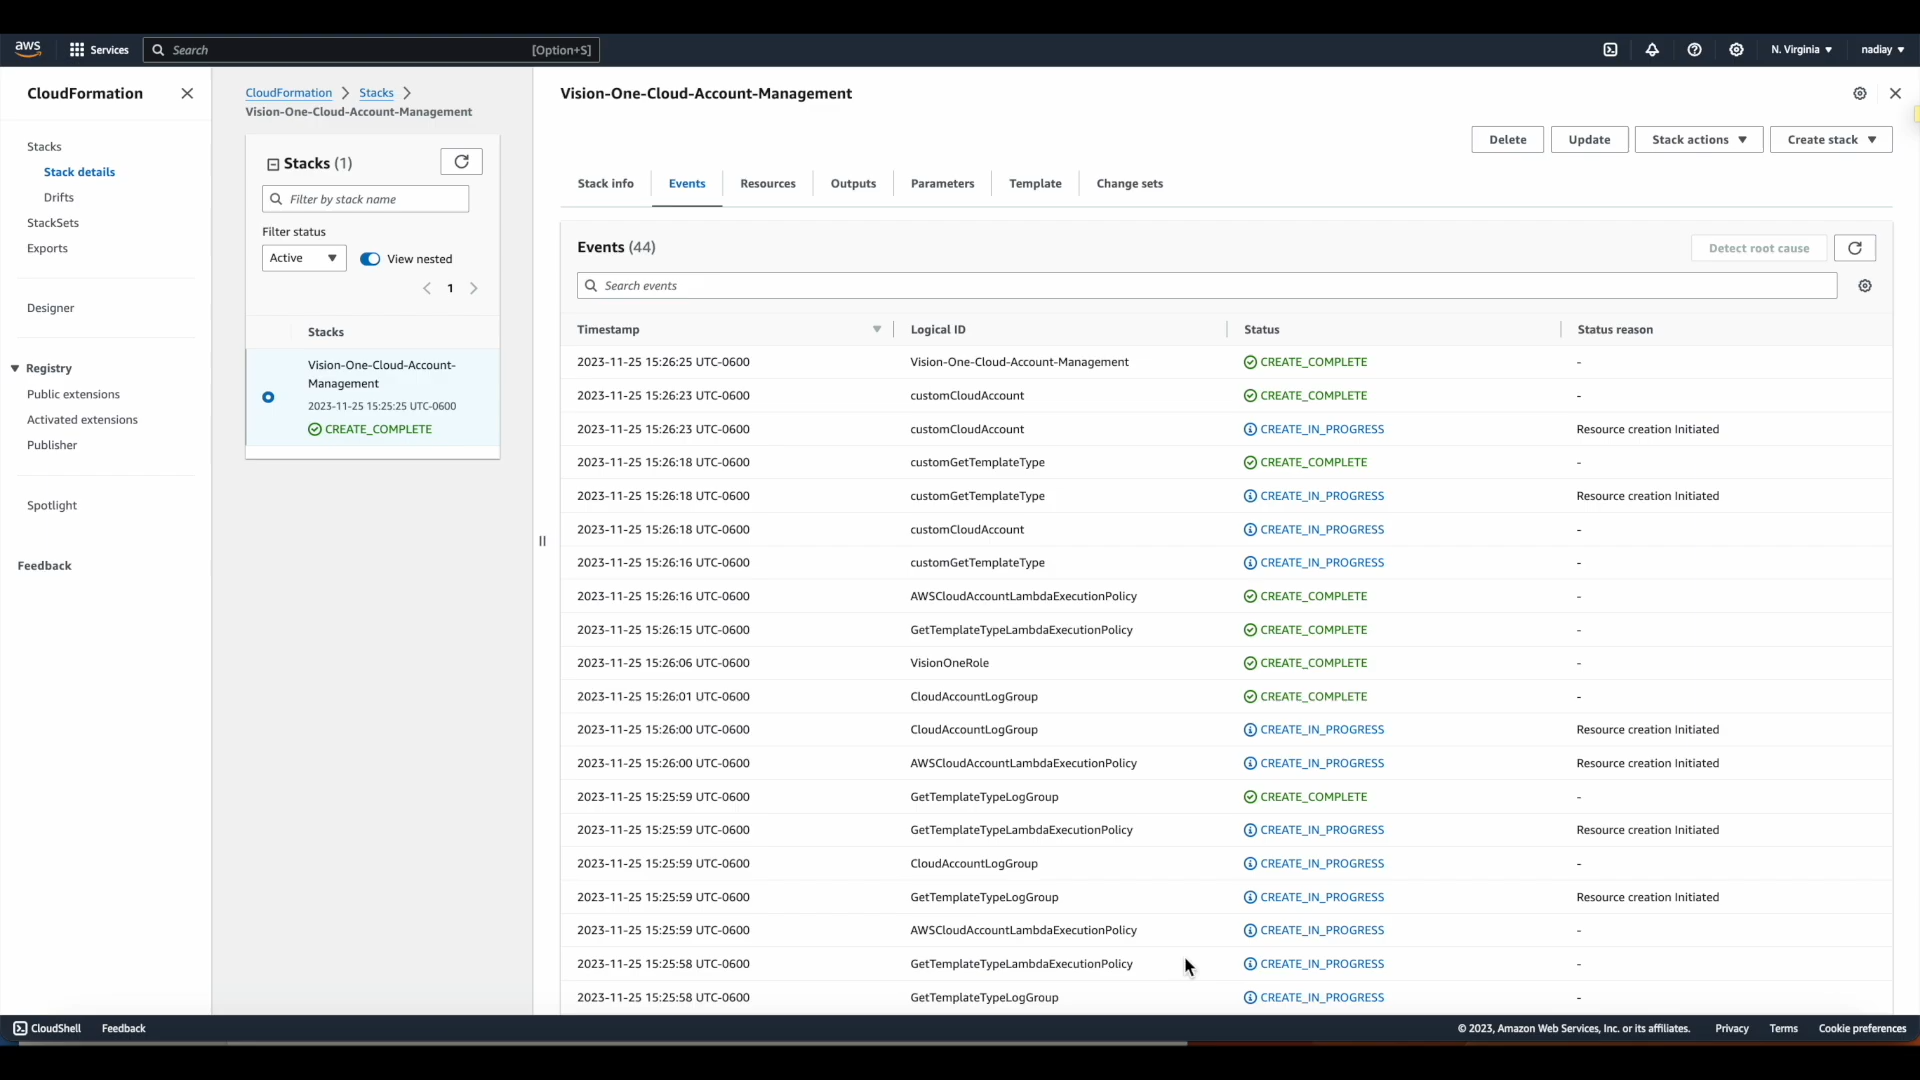 aws
Services
Search
[Option+S]
N. Virginia
nadiay
CloudFormation
Stacks
Stack details
Drifts
StackSets
Exports
Designer
Registry
Public extensions
Activated extensions
Publisher
Spotlight
Feedback
CloudFormation
Stacks
Vision-One-Cloud-Account-Management
Stacks (1)
Filter by stack name
Filter status
Active
View nested
1
Stacks
Vision-One-Cloud-Account-
Management
2023-11-25 15:25:25 UTC-0600
CREATE_COMPLETE
Vision-One-Cloud-Account-Management
Delete
Update
Stack actions
Create stack
Stack info
Events
Resources
Outputs
Parameters
Template
Change sets
Events (44)
Detect root cause
Search events
Timestamp Logical ID Status Status reason
2023-11-25 15:26:25 UTC-0600 Vision-One-Cloud-Account-Management CREATE_COMPLETE -
2023-11-25 15:26:23 UTC-0600 customCloudAccount CREATE_COMPLETE -
2023-11-25 15:26:23 UTC-0600 customCloudAccount CREATE_IN_PROGRESS Resource creation Initiated
2023-11-25 15:26:18 UTC-0600 customGetTemplateType CREATE_COMPLETE -
2023-11-25 15:26:18 UTC-0600 customGetTemplateType CREATE_IN_PROGRESS Resource creation Initiated
2023-11-25 15:26:18 UTC-0600 customCloudAccount CREATE_IN_PROGRESS -
2023-11-25 15:26:16 UTC-0600 customGetTemplateType CREATE_IN_PROGRESS -
2023-11-25 15:26:16 UTC-0600 AWSCloudAccountLambdaExecutionPolicy CREATE_COMPLETE -
2023-11-25 15:26:15 UTC-0600 GetTemplateTypeLambdaExecutionPolicy CREATE_COMPLETE -
2023-11-25 15:26:06 UTC-0600 VisionOneRole CREATE_COMPLETE -
2023-11-25 15:26:01 UTC-0600 CloudAccountLogGroup CREATE_COMPLETE -
2023-11-25 15:26:00 UTC-0600 CloudAccountLogGroup CREATE_IN_PROGRESS Resource creation Initiated
2023-11-25 15:26:00 UTC-0600 AWSCloudAccountLambdaExecutionPolicy CREATE_IN_PROGRESS Resource creation Initiated
2023-11-25 15:25:59 UTC-0600 GetTemplateTypeLogGroup CREATE_COMPLETE -
2023-11-25 15:25:59 UTC-0600 GetTemplateTypeLambdaExecutionPolicy CREATE_IN_PROGRESS Resource creation Initiated
2023-11-25 15:25:59 UTC-0600 CloudAccountLogGroup CREATE_IN_PROGRESS -
2023-11-25 15:25:59 UTC-0600 GetTemplateTypeLogGroup CREATE_IN_PROGRESS Resource creation Initiated
2023-11-25 15:25:59 UTC-0600 AWSCloudAccountLambdaExecutionPolicy CREATE_IN_PROGRESS -
2023-11-25 15:25:58 UTC-0600 GetTemplateTypeLambdaExecutionPolicy CREATE_IN_PROGRESS -
2023-11-25 15:25:58 UTC-0600 GetTemplateTypeLogGroup CREATE_IN_PROGRESS -
CloudShell
Feedback
© 2023, Amazon Web Services, Inc. or its affiliates.
Privacy
Terms
Cookie preferences